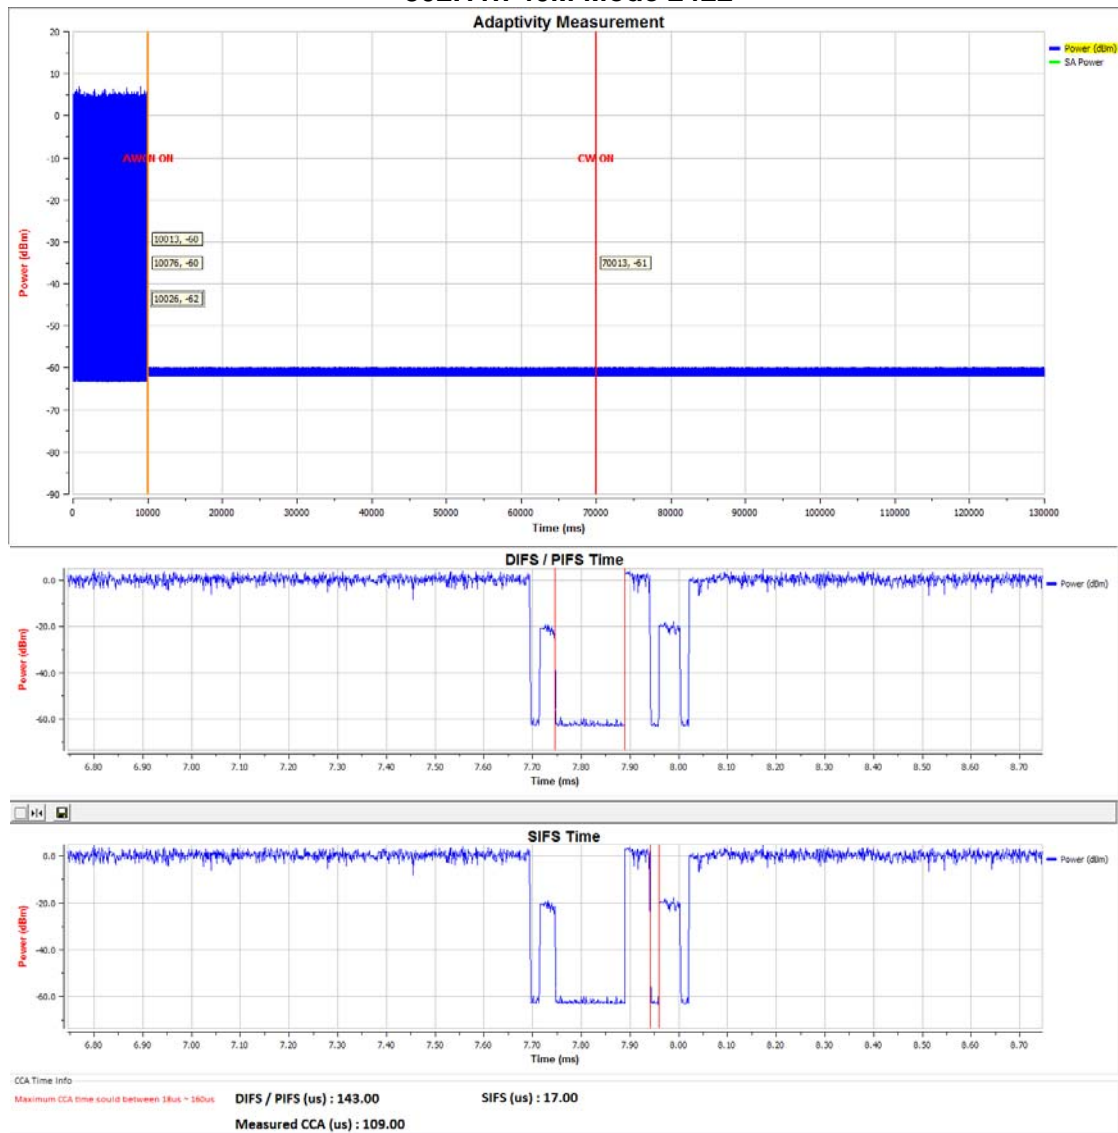 Adaptivity Measurement
20
10
0
-10
-20
-30
-40
-50
-60
-70
-80
-90
Power (dBm)
AWGN ON
CW ON
10013, -60
10076, -60
10026, -62
70013, -61
Power (dBm)
SA Power
0 10000 20000 30000 40000 50000 60000 70000 80000 90000 100000 110000 120000 130000
Time (ms)
DIFS / PIFS Time
0.0
-20.0
-40.0
-60.0
Power (dBm)
Power (dBm)
6.80 6.90 7.00 7.10 7.20 7.30 7.40 7.50 7.60 7.70 7.80 7.90 8.00 8.10 8.20 8.30 8.40 8.50 8.60 8.70
Time (ms)
SIFS Time
0.0
-20.0
-40.0
-60.0
Power (dBm)
Power (dBm)
6.80 6.90 7.00 7.10 7.20 7.30 7.40 7.50 7.60 7.70 7.80 7.90 8.00 8.10 8.20 8.30 8.40 8.50 8.60 8.70
Time (ms)
CCA Time Info
Maximum CCA time sould between 18us ~ 160us
DIFS / PIFS (us) : 143.00 SIFS (us) : 17.00
Measured CCA (us) : 109.00